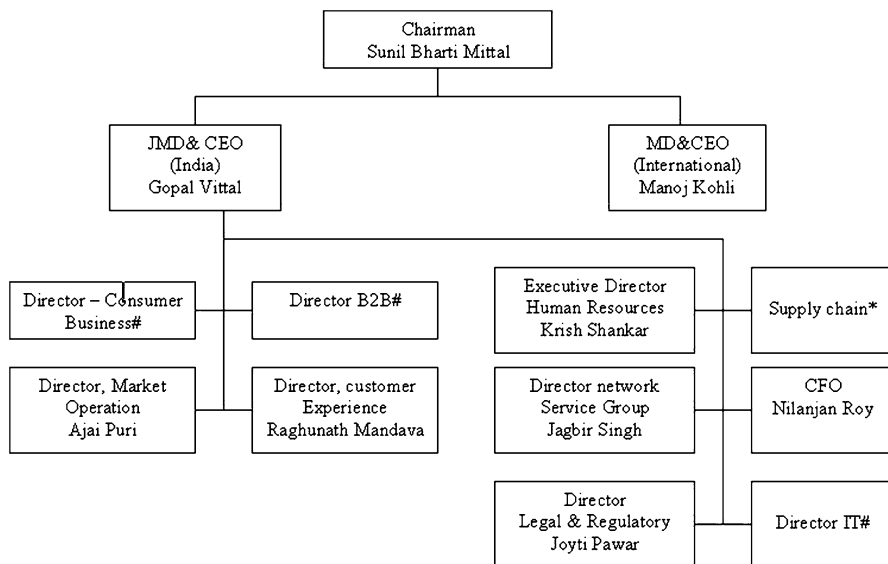 Chairman
Sunil Bharti Mittal
JMD& CEO
(India)
Gopal Vittal
MD&CEO
(International)
Manoj Kohli
Director – Consumer
Business#
Director B2B#
Executive Director
Human Resources
Krish Shankar
Supply chain*
Director, Market
Operation
Ajai Puri
Director, customer
Experience
Raghunath Mandava
Director network
Service Group
Jagbir Singh
CFO
Nilanjan Roy
Director
Legal & Regulatory
Joyti Pawar
Director IT#